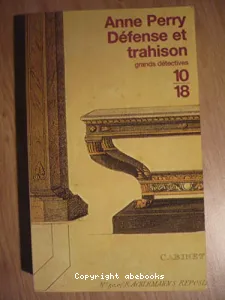 Anne Perry
Défense et
trahison
grands détectives
10
18
CABINET
Copyright abebooks